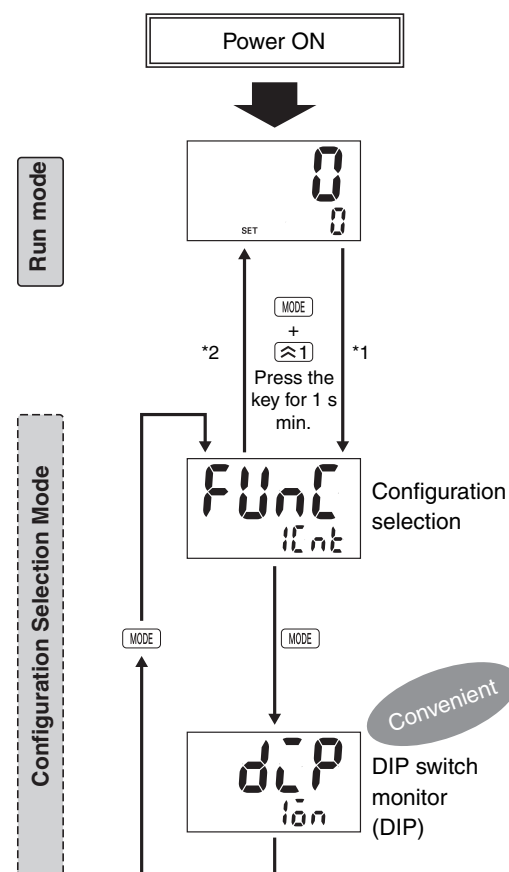 Power ON
Run mode
0
0
SET
MODE
+
1
*2
*1
Press the
key for 1 s
min.
FUnC
1Cnt
Configuration
selection
Configuration Selection Mode
MODE
MODE
Convenient
diP
1on
DIP switch
monitor
(DIP)